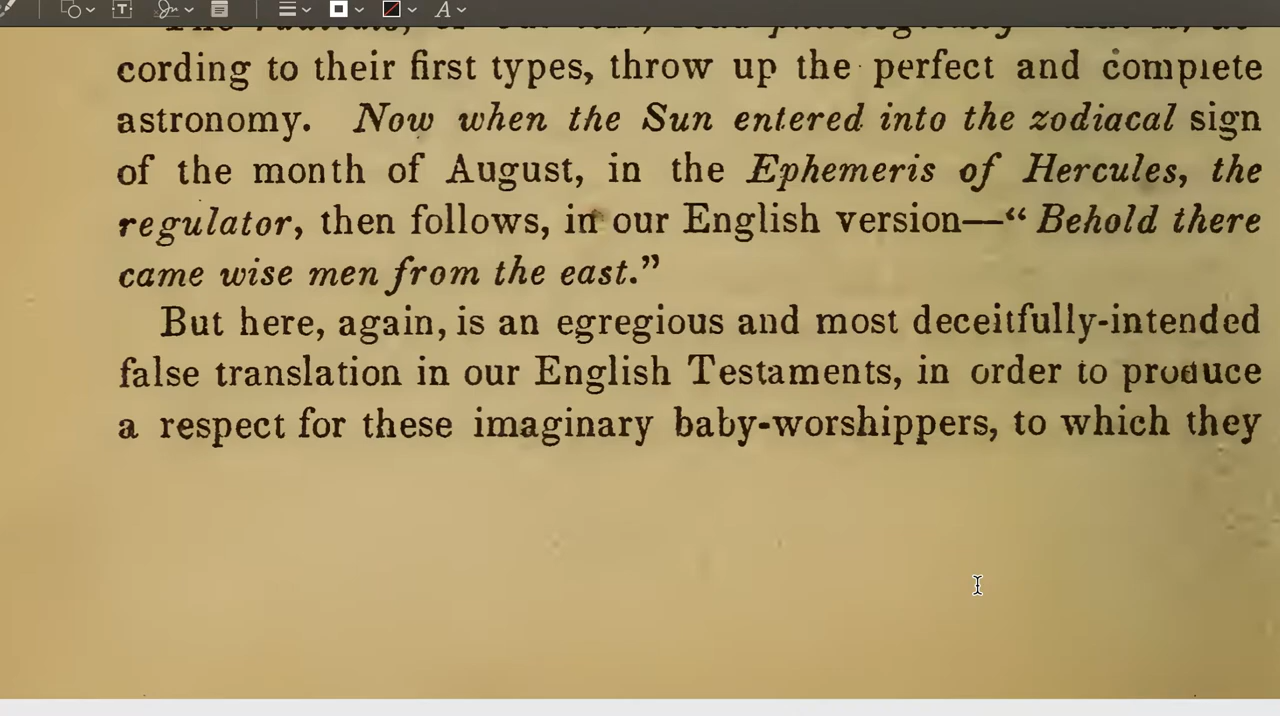 cording to their first types, throw up the perfect and complete
astronomy. Now when the Sun entered into the zodiacal sign
of the month of August, in the Ephemeris of Hercules, the
regulator, then follows, in our English version—“ Behold there
came wise men from the east.”
But here, again, is an egregious and most deceitfully-intended
false translation in our English Testaments, in order to produce
a respect for these imaginary baby-worshippers, to which they